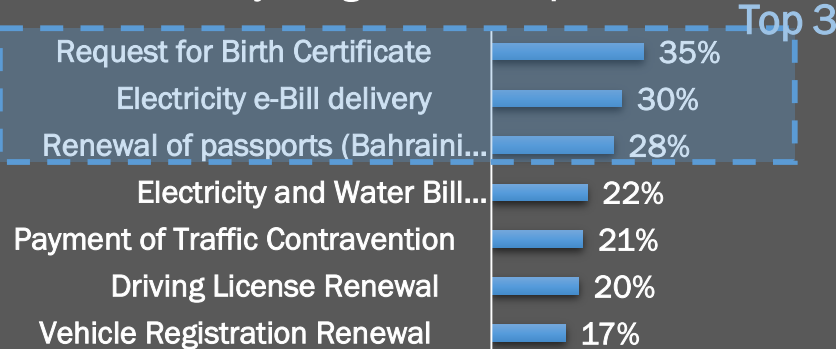 Top 3
Request for Birth Certificate 35%
Electricity e-Bill delivery 30%
Renewal of passports (Bahraini... 28%
Electricity and Water Bill... 22%
Payment of Traffic Contravention 21%
Driving License Renewal 20%
Vehicle Registration Renewal 17%